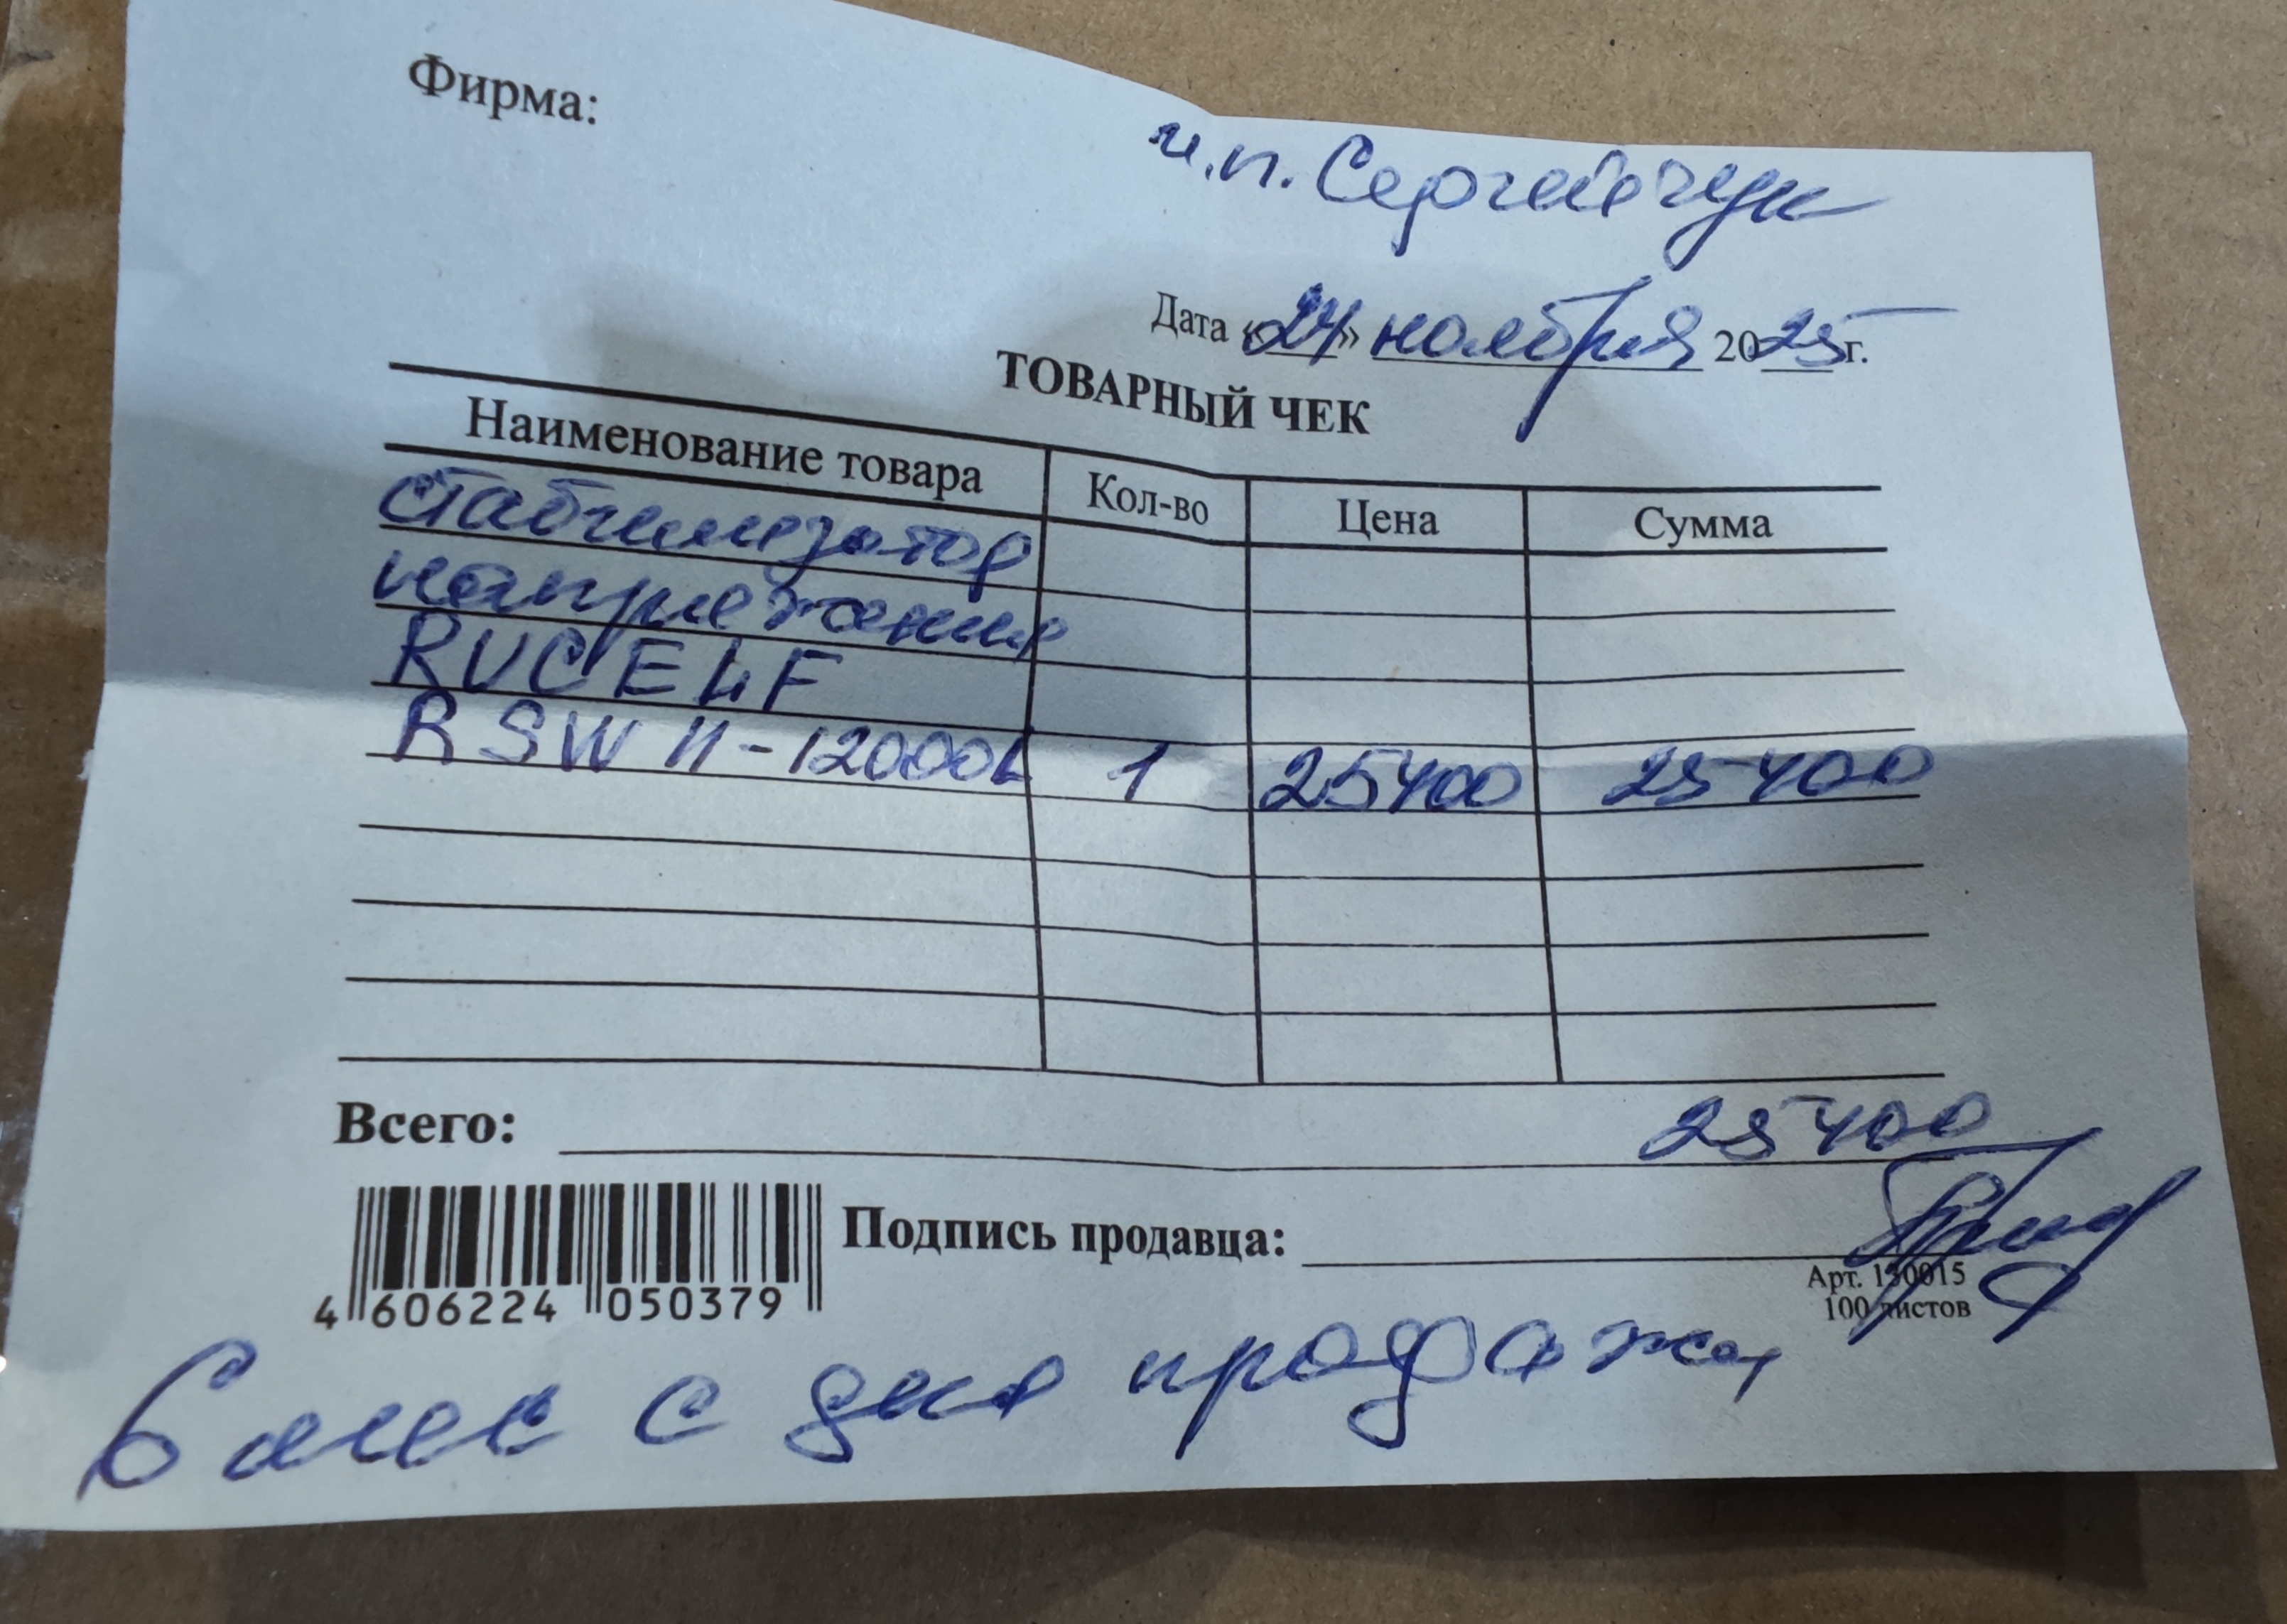 Фирма:
и.п. Сергейчук
Дата «24» ноября 2025 г.
ТОВАРНЫЙ ЧЕК
Наименование товара Кол-во Цена Сумма
стабилизатор
напряжения
RUCELF
RSW II-12000L 1 25400 25400
Всего: 25400
Подпись продавца:
4 606224 050379
Арт. 150015
100 листов
6 мес с дня продаж